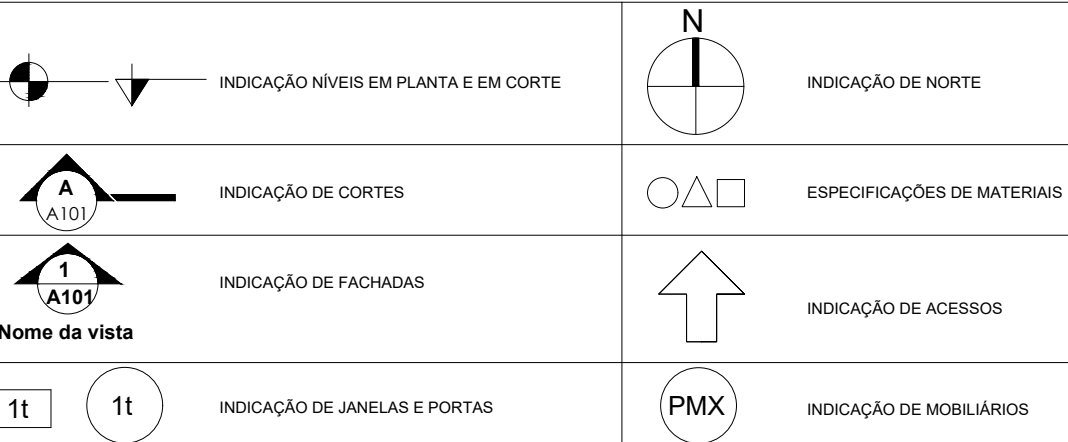 INDICAÇÃO NÍVEIS EM PLANTA E EM CORTE
N
INDICAÇÃO DE NORTE
A
A101
INDICAÇÃO DE CORTES
ESPECIFICAÇÕES DE MATERIAIS
1
A101
Nome da vista
INDICAÇÃO DE FACHADAS
INDICAÇÃO DE ACESSOS
1t
1t
INDICAÇÃO DE JANELAS E PORTAS
PMX
INDICAÇÃO DE MOBILIÁRIOS